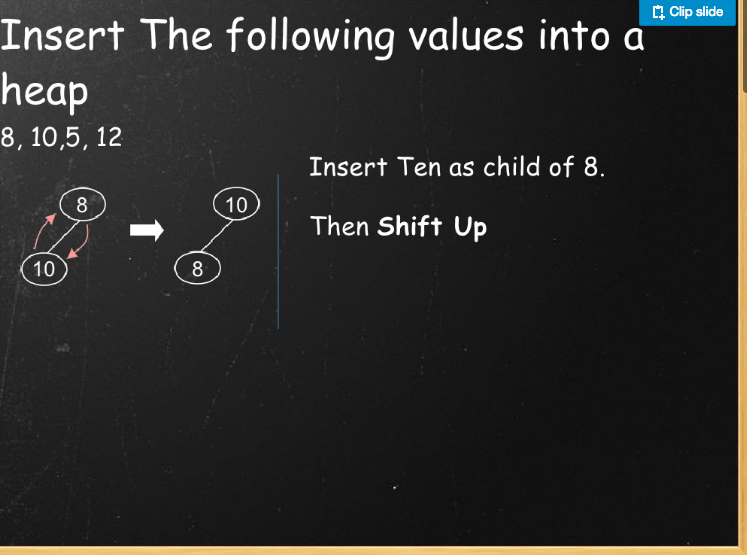 Clip slide
Insert The following values into a
heap
8, 10,5, 12
Insert Ten as child of 8.
Then Shift Up
8
10
10
8